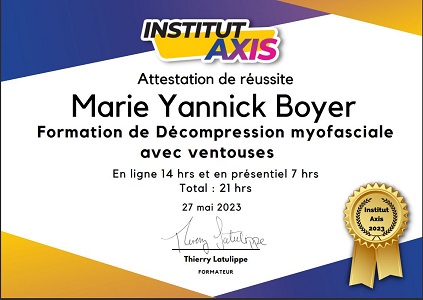 INSTITUT
AXIS
Attestation de réussite
Marie Yannick Boyer
Formation de Décompression myofasciale
avec ventouses
En ligne 14 hrs et en présentiel 7 hrs
Total : 21 hrs
27 mai 2023
Thierry Latulippe
Thierry Latulippe
FORMATEUR
Institut
Axis
2023